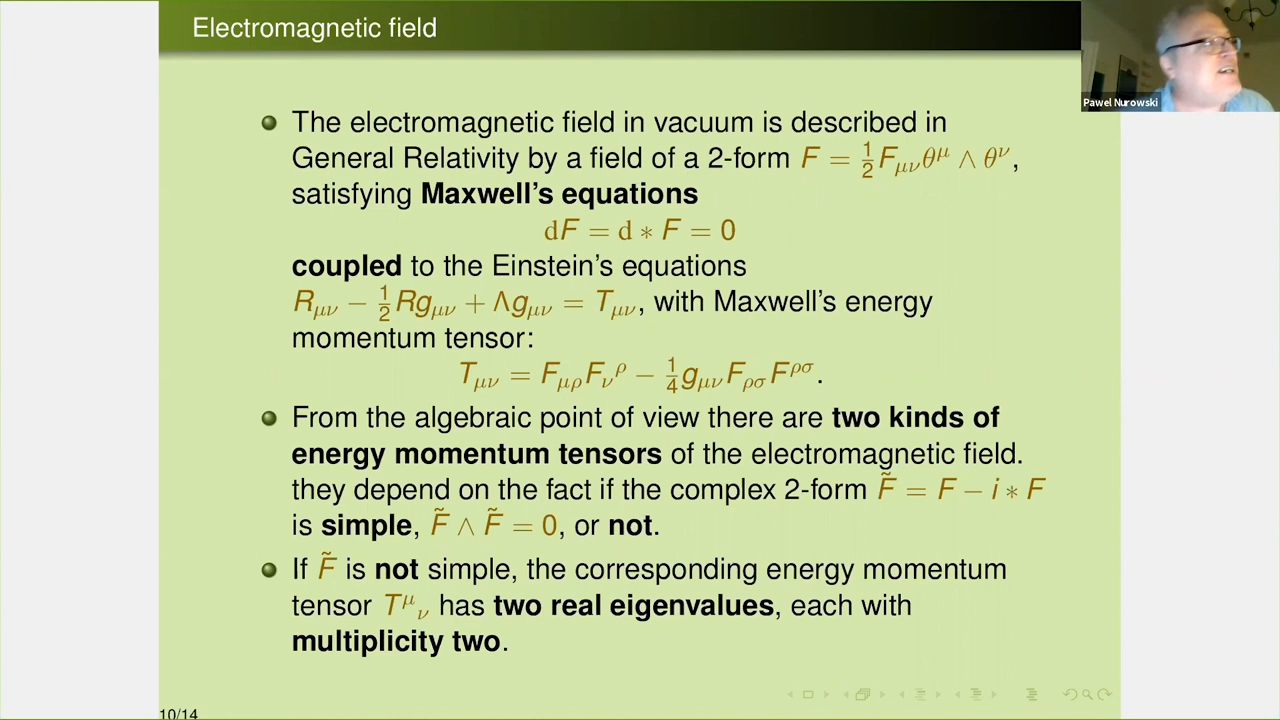 Electromagnetic field
Pawel Nurowski
The electromagnetic field in vacuum is described in
General Relativity by a field of a 2-form F = ½F_{μν}θ^μ ∧ θ^ν,
satisfying Maxwell's equations
dF = d ∗ F = 0
coupled to the Einstein's equations
R_{μν} − ½Rg_{μν} + Λg_{μν} = T_{μν}, with Maxwell's energy
momentum tensor:
T_{μν} = F_{μρ}F_ν^ρ − ¼g_{μν}F_{ρσ}F^{ρσ}.
From the algebraic point of view there are two kinds of
energy momentum tensors of the electromagnetic field.
they depend on the fact if the complex 2-form F̃ = F − i ∗ F
is simple, F̃ ∧ F̃ = 0, or not.
If F̃ is not simple, the corresponding energy momentum
tensor T^μ_ν has two real eigenvalues, each with
multiplicity two.
10/14